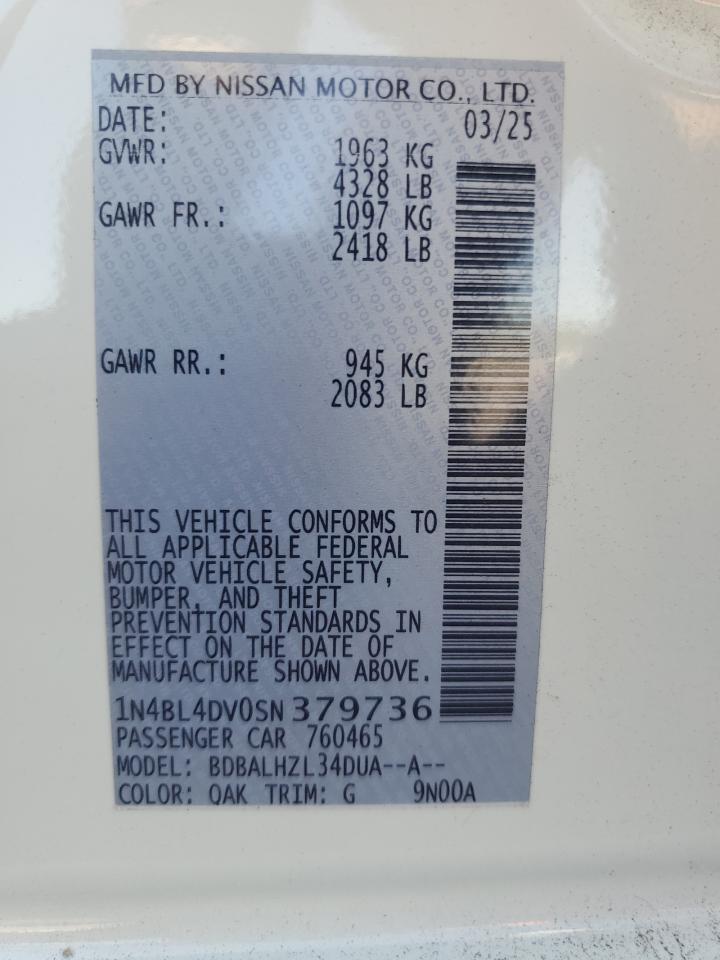 MFD BY NISSAN MOTOR CO., LTD.
DATE: 03/25
GVWR: 1963 KG
4328 LB
GAWR FR.: 1097 KG
2418 LB
GAWR RR.: 945 KG
2083 LB
THIS VEHICLE CONFORMS TO
ALL APPLICABLE FEDERAL
MOTOR VEHICLE SAFETY,
BUMPER, AND THEFT
PREVENTION STANDARDS IN
EFFECT ON THE DATE OF
MANUFACTURE SHOWN ABOVE.
1N4BL4DV0SN379736
PASSENGER CAR 760465
MODEL: BDBALHZL34DUA--A--
COLOR: QAK TRIM: G 9N00A